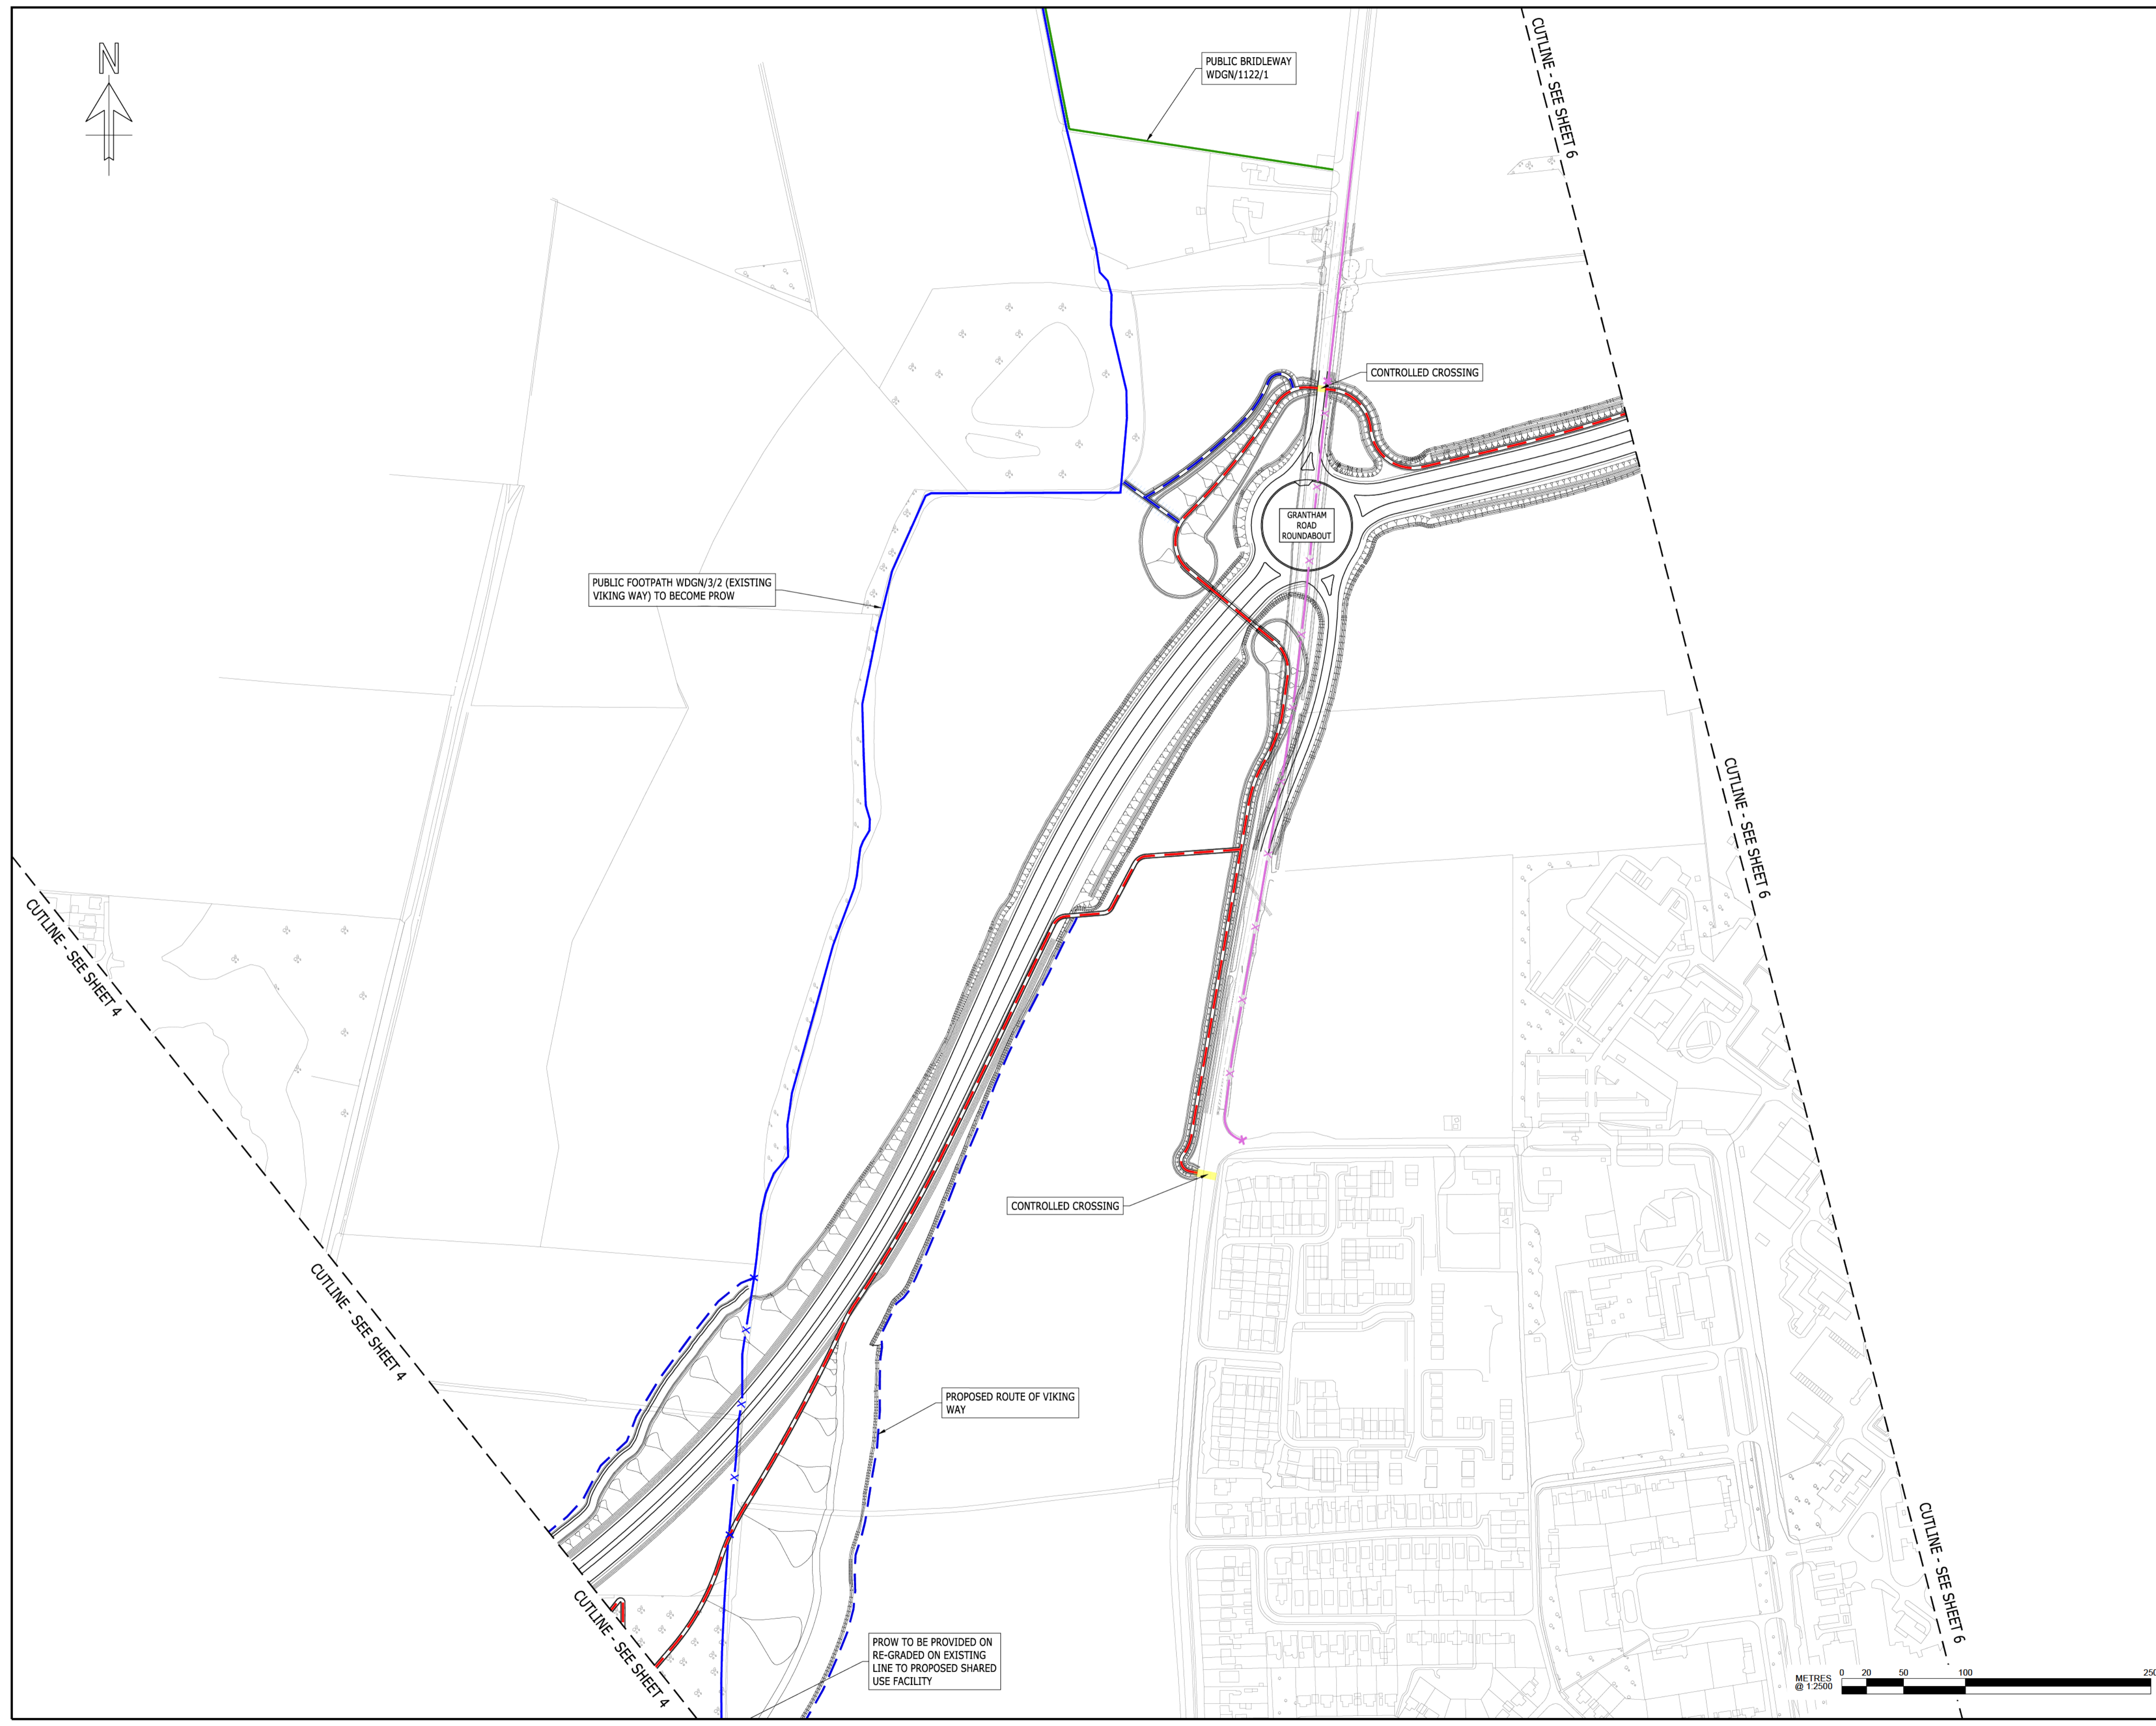 N
PUBLIC BRIDLEWAY
WDGN/1122/1
CUTLINE - SEE SHEET 6
CONTROLLED CROSSING
GRANTHAM
ROAD
ROUNDABOUT
PUBLIC FOOTPATH WDGN/3/2 (EXISTING
VIKING WAY) TO BECOME PROW
CUTLINE - SEE SHEET 6
CUTLINE - SEE SHEET 4
CONTROLLED CROSSING
CUTLINE - SEE SHEET 4
PROPOSED ROUTE OF VIKING
WAY
CUTLINE - SEE SHEET 6
CUTLINE - SEE SHEET 4
PROW TO BE PROVIDED ON
RE-GRADED ON EXISTING
LINE TO PROPOSED SHARED
USE FACILITY
METRES
@ 1:2500
0 20 50 100 250